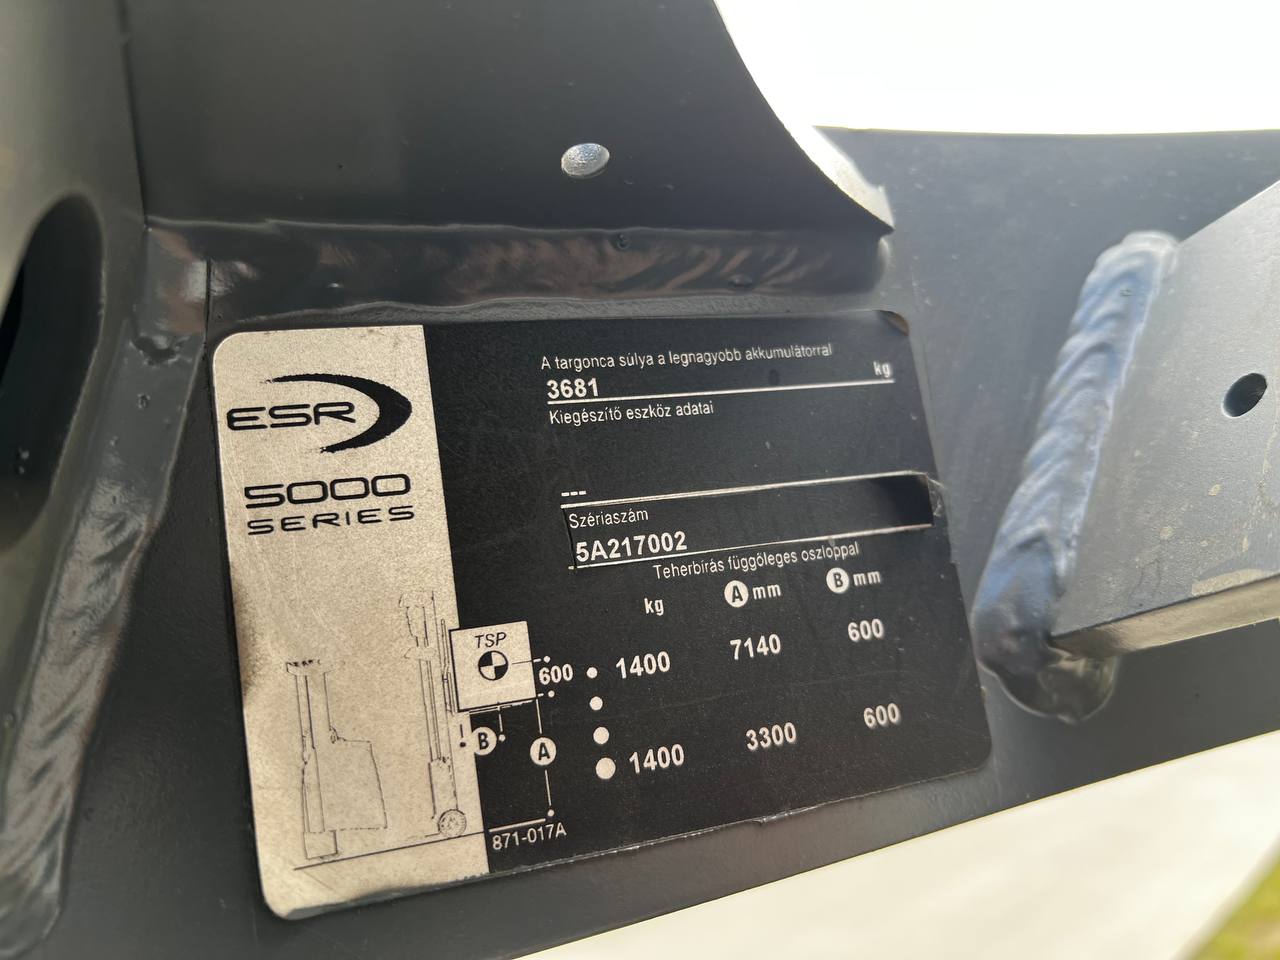 ESR
5000
SERIES
A targonca súlya a legnagyobb akkumulátorral
3681 kg
Kiegészítő eszköz adatai
---
Szériaszám
5A217002
Teherbírás függőleges oszloppal
kg A mm B mm
TSP
600
1400 7140 600
B A
1400 3300 600
871-017A